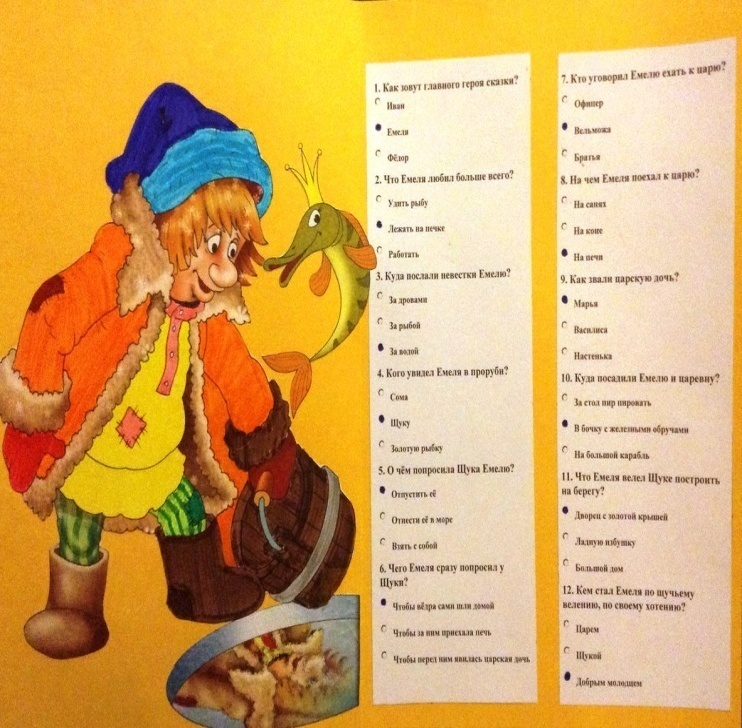 1. Как зовут главного героя сказки?
Иван
Емеля
Фёдор
2. Что Емеля любил больше всего?
Удить рыбу
Лежать на печке
Работать
3. Куда послали невестки Емелю?
За дровами
За рыбой
За водой
4. Кого увидел Емеля в проруби?
Сома
Щуку
Золотую рыбку
5. О чём попросила Щука Емелю?
Отпустить её
Отнести её в море
Взять с собой
6. Чего Емеля сразу попросил у
Щуки?
Чтобы вёдра сами шли домой
Чтобы за ним приехала печь
Чтобы перед ним явилась царская дочь
7. Кто уговорил Емелю ехать к царю?
Офицер
Вельможа
Братья
8. На чем Емеля поехал к царю?
На санях
На коне
На печи
9. Как звали царскую дочь?
Марья
Василиса
Настенька
10. Куда посадили Емелю и царевну?
За стол пир пировать
В бочку с железными обручами
На большой карабль
11. Что Емеля велел Щуке построить
на берегу?
Дворец с золотой крышей
Ладную избушку
Большой дом
12. Кем стал Емеля по щучьему
велению, по своему хотению?
Царем
Щукой
Добрым молодцем